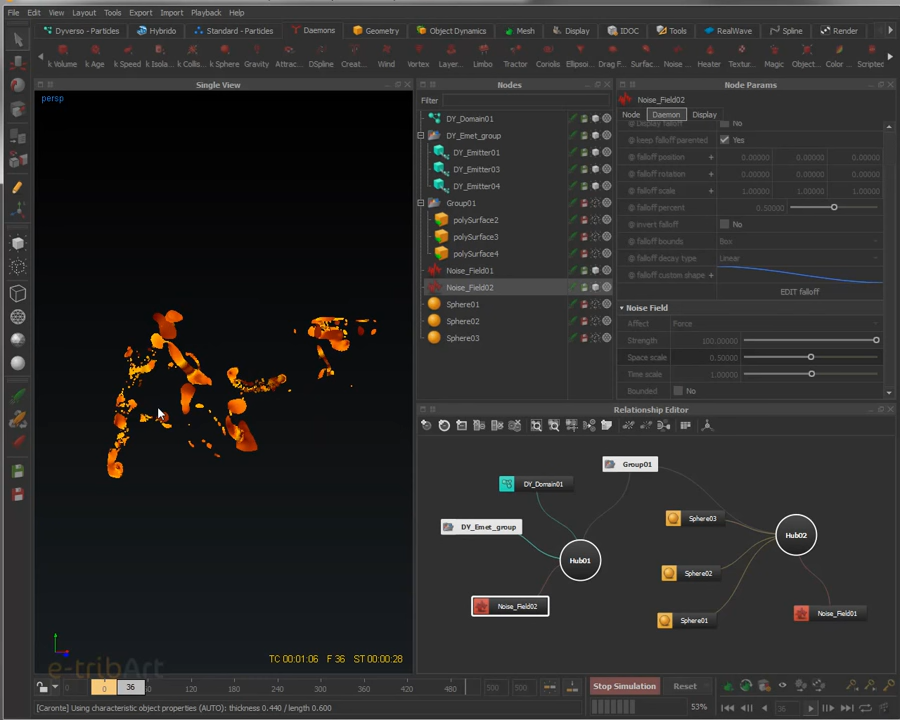 File Edit View Layout Tools Export Import Playback Help
Dyverso - Particles Hybrido Standard - Particles Daemons Geometry Object Dynamics Mesh Display IDOC Tools RealWave Spline Render
k Volume k Age k Speed k Isola... k Collis... k Sphere Gravity Attrac... DSpline Creat... Wind Vortex Layer... Limbo Tractor Coriolis Ellipsoi... Drag F... Surfac... Noise ... Heater Textur... Magic Object... Color ... Scriptec
Single View
persp
TC 00:01:06 F 36 ST 00:00:28
e-tribArt
Nodes
Filter
DY_Domain01
DY_Emet_group
DY_Emitter01
DY_Emitter03
DY_Emitter04
Group01
polySurface2
polySurface3
polySurface4
Noise_Field01
Noise_Field02
Sphere01
Sphere02
Sphere03
Node Params
Noise_Field02
Node Daemon Display
@ Display falloff No
@ keep falloff parented Yes
@ falloff position 0.00000 0.00000 0.00000
@ falloff rotation 0.00000 0.00000 0.00000
@ falloff scale 1.00000 1.00000 1.00000
@ falloff percent 0.50000
@ invert falloff No
@ falloff bounds Box
@ falloff decay type Linear
@ falloff custom shape
EDIT falloff
Noise Field
Affect Force
Strength 100.00000
Space scale 0.50000
Time scale 1.00000
Bounded No
Relationship Editor
Group01
DY_Domain01
Sphere03
DY_Emet_group
Hub02
Hub01
Sphere02
Noise_Field02
Noise_Field01
Sphere01
0 0 36 60 120 180 240 300 360 420 480 500 500 Stop Simulation Reset
[Caronte] Using characteristic object properties (AUTO): thickness 0.440 / length 0.600 53% 36